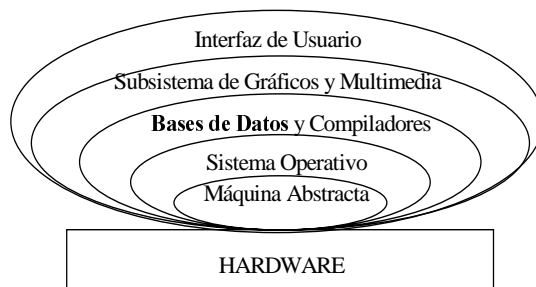 Interfaz de Usuario
Subsistema de Gráficos y Multimedia
Bases de Datos y Compiladores
Sistema Operativo
Máquina Abstracta
HARDWARE